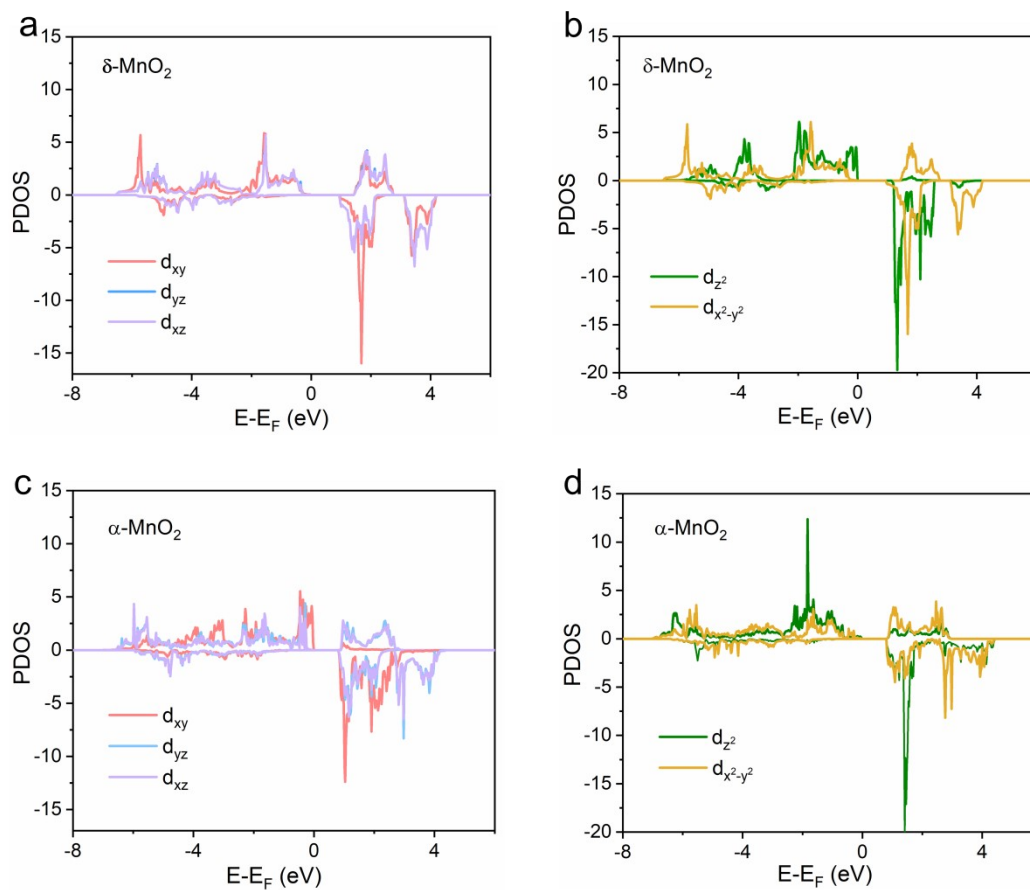 a
15
10
5
0
-5
-10
-15
PDOS
δ-MnO₂
dxy
dyz
dxz
-8
-4
0
4
E-EF (eV)
b
15
10
5
0
-5
-10
-15
-20
PDOS
δ-MnO₂
dz²
dx²-y²
-8
-4
0
4
E-EF (eV)
c
15
10
5
0
-5
-10
-15
PDOS
α-MnO₂
dxy
dyz
dxz
-8
-4
0
4
E-EF (eV)
d
15
10
5
0
-5
-10
-15
-20
PDOS
α-MnO₂
dz²
dx²-y²
-8
-4
0
4
E-EF (eV)